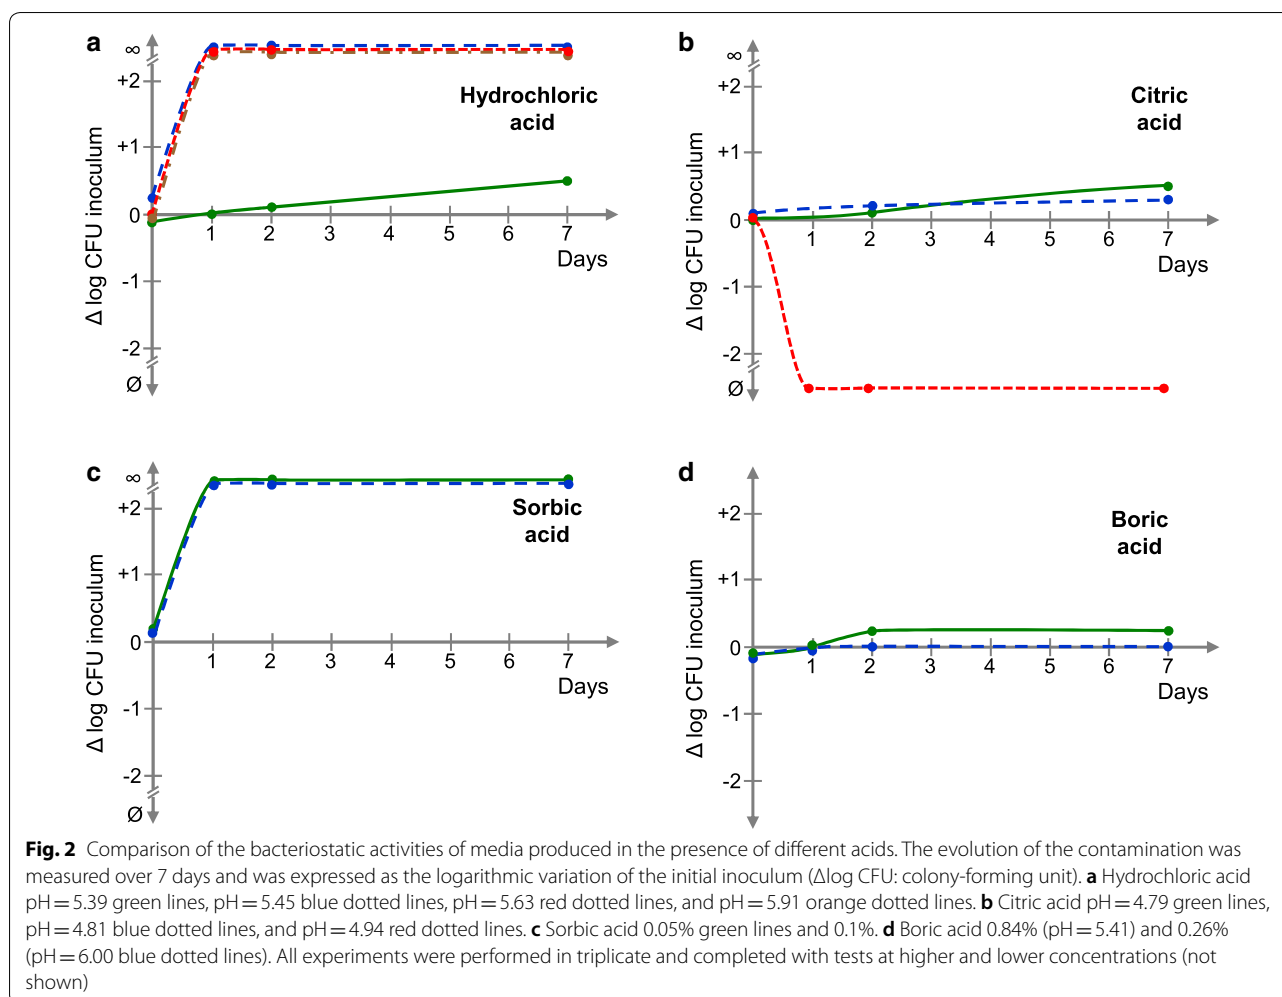 a
∞
+2
+1
0
-1
-2
Ø
Δ log CFU inoculum
Hydrochloric
acid
1 2 3 4 5 6 7
Days
b
∞
+2
+1
0
-1
-2
Ø
Δ log CFU inoculum
Citric
acid
1 2 3 4 5 6 7
Days
c
∞
+2
+1
0
-1
-2
Ø
Δ log CFU inoculum
Sorbic
acid
1 2 3 4 5 6 7
Days
d
+2
+1
0
-1
-2
Δ log CFU inoculum
Boric
acid
1 2 3 4 5 6 7
Days
Fig. 2 Comparison of the bacteriostatic activities of media produced in the presence of different acids. The evolution of the contamination was
measured over 7 days and was expressed as the logarithmic variation of the initial inoculum (Δlog CFU: colony-forming unit). a Hydrochloric acid
pH = 5.39 green lines, pH = 5.45 blue dotted lines, pH = 5.63 red dotted lines, and pH = 5.91 orange dotted lines. b Citric acid pH = 4.79 green lines,
pH = 4.81 blue dotted lines, and pH = 4.94 red dotted lines. c Sorbic acid 0.05% green lines and 0.1%. d Boric acid 0.84% (pH = 5.41) and 0.26%
(pH = 6.00 blue dotted lines). All experiments were performed in triplicate and completed with tests at higher and lower concentrations (not
shown)